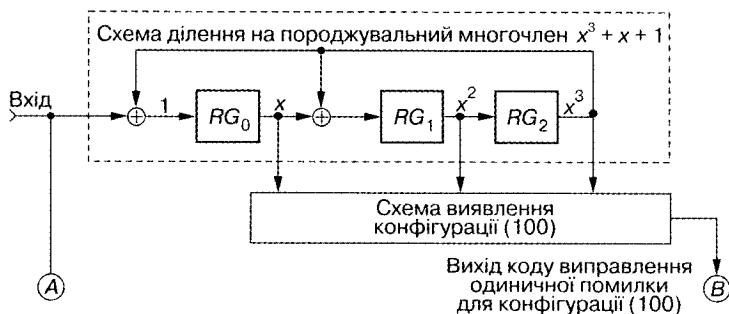 Схема ділення на породжувальний многочлен x³ + x + 1
Вхід
1
RG₀
x
RG₁
x²
RG₂
x³
Схема виявлення
конфігурації (100)
Вихід коду виправлення
одиничної помилки
для конфігурації (100)
A
B